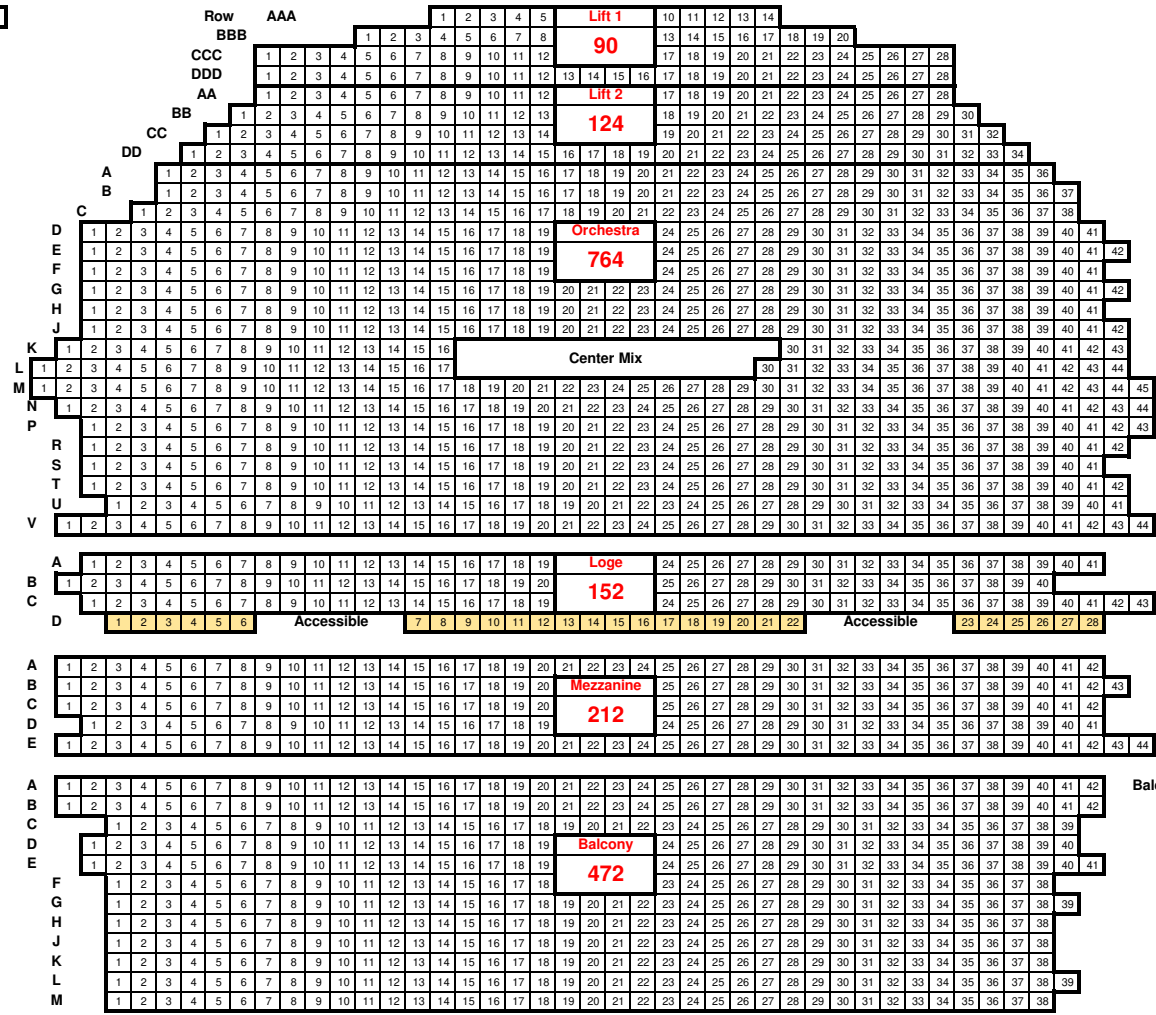 Row AAA 1 2 3 4 5 Lift 1 10 11 12 13 14
BBB 1 2 3 4 5 6 7 8 13 14 15 16 17 18 19 20
90
CCC 1 2 3 4 5 6 7 8 9 10 11 12 17 18 19 20 21 22 23 24 25 26 27 28
DDD 1 2 3 4 5 6 7 8 9 10 11 12 13 14 15 16 17 18 19 20 21 22 23 24 25 26 27 28
AA 1 2 3 4 5 6 7 8 9 10 11 12 Lift 2 17 18 19 20 21 22 23 24 25 26 27 28
BB 1 2 3 4 5 6 7 8 9 10 11 12 13 18 19 20 21 22 23 24 25 26 27 28 29 30
124
CC 1 2 3 4 5 6 7 8 9 10 11 12 13 14 19 20 21 22 23 24 25 26 27 28 29 30 31 32
DD 1 2 3 4 5 6 7 8 9 10 11 12 13 14 15 16 17 18 19 20 21 22 23 24 25 26 27 28 29 30 31 32 33 34
A 1 2 3 4 5 6 7 8 9 10 11 12 13 14 15 16 17 18 19 20 21 22 23 24 25 26 27 28 29 30 31 32 33 34 35 36
B 1 2 3 4 5 6 7 8 9 10 11 12 13 14 15 16 17 18 19 20 21 22 23 24 25 26 27 28 29 30 31 32 33 34 35 36 37
C 1 2 3 4 5 6 7 8 9 10 11 12 13 14 15 16 17 18 19 20 21 22 23 24 25 26 27 28 29 30 31 32 33 34 35 36 37 38
D 1 2 3 4 5 6 7 8 9 10 11 12 13 14 15 16 17 18 19 Orchestra 24 25 26 27 28 29 30 31 32 33 34 35 36 37 38 39 40 41
E 1 2 3 4 5 6 7 8 9 10 11 12 13 14 15 16 17 18 19 24 25 26 27 28 29 30 31 32 33 34 35 36 37 38 39 40 41 42
764
F 1 2 3 4 5 6 7 8 9 10 11 12 13 14 15 16 17 18 19 24 25 26 27 28 29 30 31 32 33 34 35 36 37 38 39 40 41
G 1 2 3 4 5 6 7 8 9 10 11 12 13 14 15 16 17 18 19 20 21 22 23 24 25 26 27 28 29 30 31 32 33 34 35 36 37 38 39 40 41 42
H 1 2 3 4 5 6 7 8 9 10 11 12 13 14 15 16 17 18 19 20 21 22 23 24 25 26 27 28 29 30 31 32 33 34 35 36 37 38 39 40 41
J 1 2 3 4 5 6 7 8 9 10 11 12 13 14 15 16 17 18 19 20 21 22 23 24 25 26 27 28 29 30 31 32 33 34 35 36 37 38 39 40 41 42
K 1 2 3 4 5 6 7 8 9 10 11 12 13 14 15 16 30 31 32 33 34 35 36 37 38 39 40 41 42 43
Center Mix
L 1 2 3 4 5 6 7 8 9 10 11 12 13 14 15 16 17 30 31 32 33 34 35 36 37 38 39 40 41 42 43 44
M 1 2 3 4 5 6 7 8 9 10 11 12 13 14 15 16 17 18 19 20 21 22 23 24 25 26 27 28 29 30 31 32 33 34 35 36 37 38 39 40 41 42 43 44 45
N 1 2 3 4 5 6 7 8 9 10 11 12 13 14 15 16 17 18 19 20 21 22 23 24 25 26 27 28 29 30 31 32 33 34 35 36 37 38 39 40 41 42 43 44
P 1 2 3 4 5 6 7 8 9 10 11 12 13 14 15 16 17 18 19 20 21 22 23 24 25 26 27 28 29 30 31 32 33 34 35 36 37 38 39 40 41 42 43
R 1 2 3 4 5 6 7 8 9 10 11 12 13 14 15 16 17 18 19 20 21 22 23 24 25 26 27 28 29 30 31 32 33 34 35 36 37 38 39 40 41 42
S 1 2 3 4 5 6 7 8 9 10 11 12 13 14 15 16 17 18 19 20 21 22 23 24 25 26 27 28 29 30 31 32 33 34 35 36 37 38 39 40 41
T 1 2 3 4 5 6 7 8 9 10 11 12 13 14 15 16 17 18 19 20 21 22 23 24 25 26 27 28 29 30 31 32 33 34 35 36 37 38 39 40 41 42
U 1 2 3 4 5 6 7 8 9 10 11 12 13 14 15 16 17 18 19 20 21 22 23 24 25 26 27 28 29 30 31 32 33 34 35 36 37 38 39 40 41
V 1 2 3 4 5 6 7 8 9 10 11 12 13 14 15 16 17 18 19 20 21 22 23 24 25 26 27 28 29 30 31 32 33 34 35 36 37 38 39 40 41 42 43 44
A 1 2 3 4 5 6 7 8 9 10 11 12 13 14 15 16 17 18 19 Loge 24 25 26 27 28 29 30 31 32 33 34 35 36 37 38 39 40 41
B 1 2 3 4 5 6 7 8 9 10 11 12 13 14 15 16 17 18 19 20 25 26 27 28 29 30 31 32 33 34 35 36 37 38 39 40
152
C 1 2 3 4 5 6 7 8 9 10 11 12 13 14 15 16 17 18 19 24 25 26 27 28 29 30 31 32 33 34 35 36 37 38 39 40 41 42 43
D 1 2 3 4 5 6 Accessible 7 8 9 10 11 12 13 14 15 16 17 18 19 20 21 22 Accessible 23 24 25 26 27 28
A 1 2 3 4 5 6 7 8 9 10 11 12 13 14 15 16 17 18 19 20 21 22 23 24 25 26 27 28 29 30 31 32 33 34 35 36 37 38 39 40 41 42
B 1 2 3 4 5 6 7 8 9 10 11 12 13 14 15 16 17 18 19 20 Mezzanine 25 26 27 28 29 30 31 32 33 34 35 36 37 38 39 40 41 42 43
C 1 2 3 4 5 6 7 8 9 10 11 12 13 14 15 16 17 18 19 20 25 26 27 28 29 30 31 32 33 34 35 36 37 38 39 40 41 42
212
D 1 2 3 4 5 6 7 8 9 10 11 12 13 14 15 16 17 18 19 24 25 26 27 28 29 30 31 32 33 34 35 36 37 38 39 40 41
E 1 2 3 4 5 6 7 8 9 10 11 12 13 14 15 16 17 18 19 20 21 22 23 24 25 26 27 28 29 30 31 32 33 34 35 36 37 38 39 40 41 42 43 44
A 1 2 3 4 5 6 7 8 9 10 11 12 13 14 15 16 17 18 19 20 21 22 23 24 25 26 27 28 29 30 31 32 33 34 35 36 37 38 39 40 41 42
B 1 2 3 4 5 6 7 8 9 10 11 12 13 14 15 16 17 18 19 20 21 22 23 24 25 26 27 28 29 30 31 32 33 34 35 36 37 38 39 40 41 42
C 1 2 3 4 5 6 7 8 9 10 11 12 13 14 15 16 17 18 19 20 21 22 23 24 25 26 27 28 29 30 31 32 33 34 35 36 37 38 39
D 1 2 3 4 5 6 7 8 9 10 11 12 13 14 15 16 17 18 19 Balcony 24 25 26 27 28 29 30 31 32 33 34 35 36 37 38 39 40
E 1 2 3 4 5 6 7 8 9 10 11 12 13 14 15 16 17 18 19 24 25 26 27 28 29 30 31 32 33 34 35 36 37 38 39 40 41
472
F 1 2 3 4 5 6 7 8 9 10 11 12 13 14 15 16 17 18 23 24 25 26 27 28 29 30 31 32 33 34 35 36 37 38
G 1 2 3 4 5 6 7 8 9 10 11 12 13 14 15 16 17 18 19 20 21 22 23 24 25 26 27 28 29 30 31 32 33 34 35 36 37 38 39
H 1 2 3 4 5 6 7 8 9 10 11 12 13 14 15 16 17 18 19 20 21 22 23 24 25 26 27 28 29 30 31 32 33 34 35 36 37 38
J 1 2 3 4 5 6 7 8 9 10 11 12 13 14 15 16 17 18 19 20 21 22 23 24 25 26 27 28 29 30 31 32 33 34 35 36 37 38
K 1 2 3 4 5 6 7 8 9 10 11 12 13 14 15 16 17 18 19 20 21 22 23 24 25 26 27 28 29 30 31 32 33 34 35 36 37 38
L 1 2 3 4 5 6 7 8 9 10 11 12 13 14 15 16 17 18 19 20 21 22 23 24 25 26 27 28 29 30 31 32 33 34 35 36 37 38 39
M 1 2 3 4 5 6 7 8 9 10 11 12 13 14 15 16 17 18 19 20 21 22 23 24 25 26 27 28 29 30 31 32 33 34 35 36 37 38